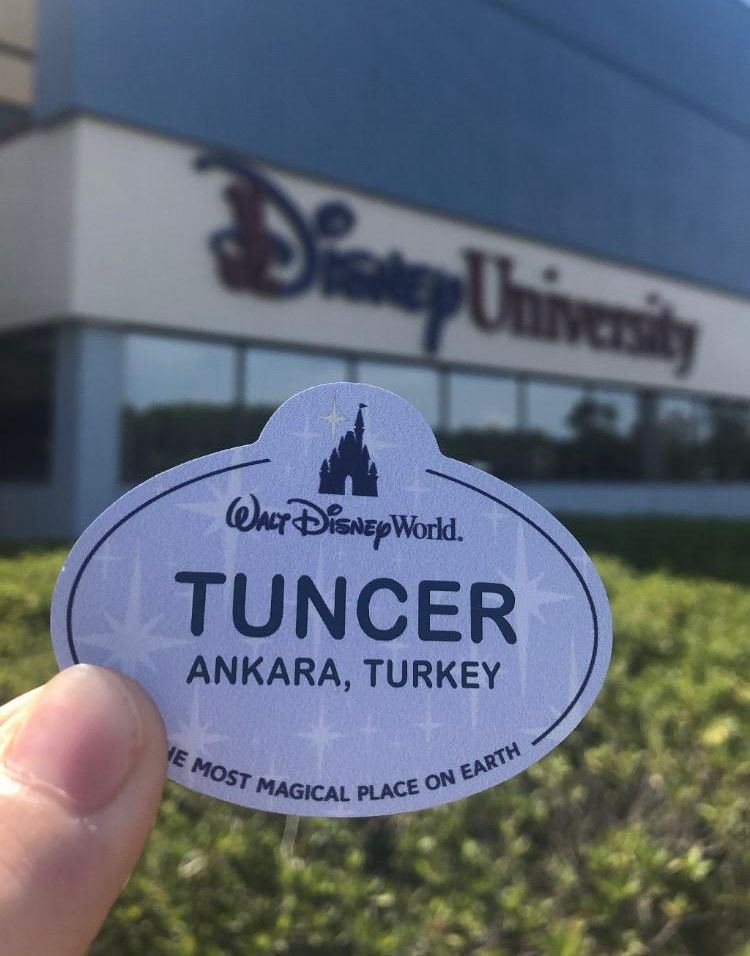 Disney University
WALT DISNEY World.
TUNCER
ANKARA, TURKEY
HE MOST MAGICAL PLACE ON EARTH